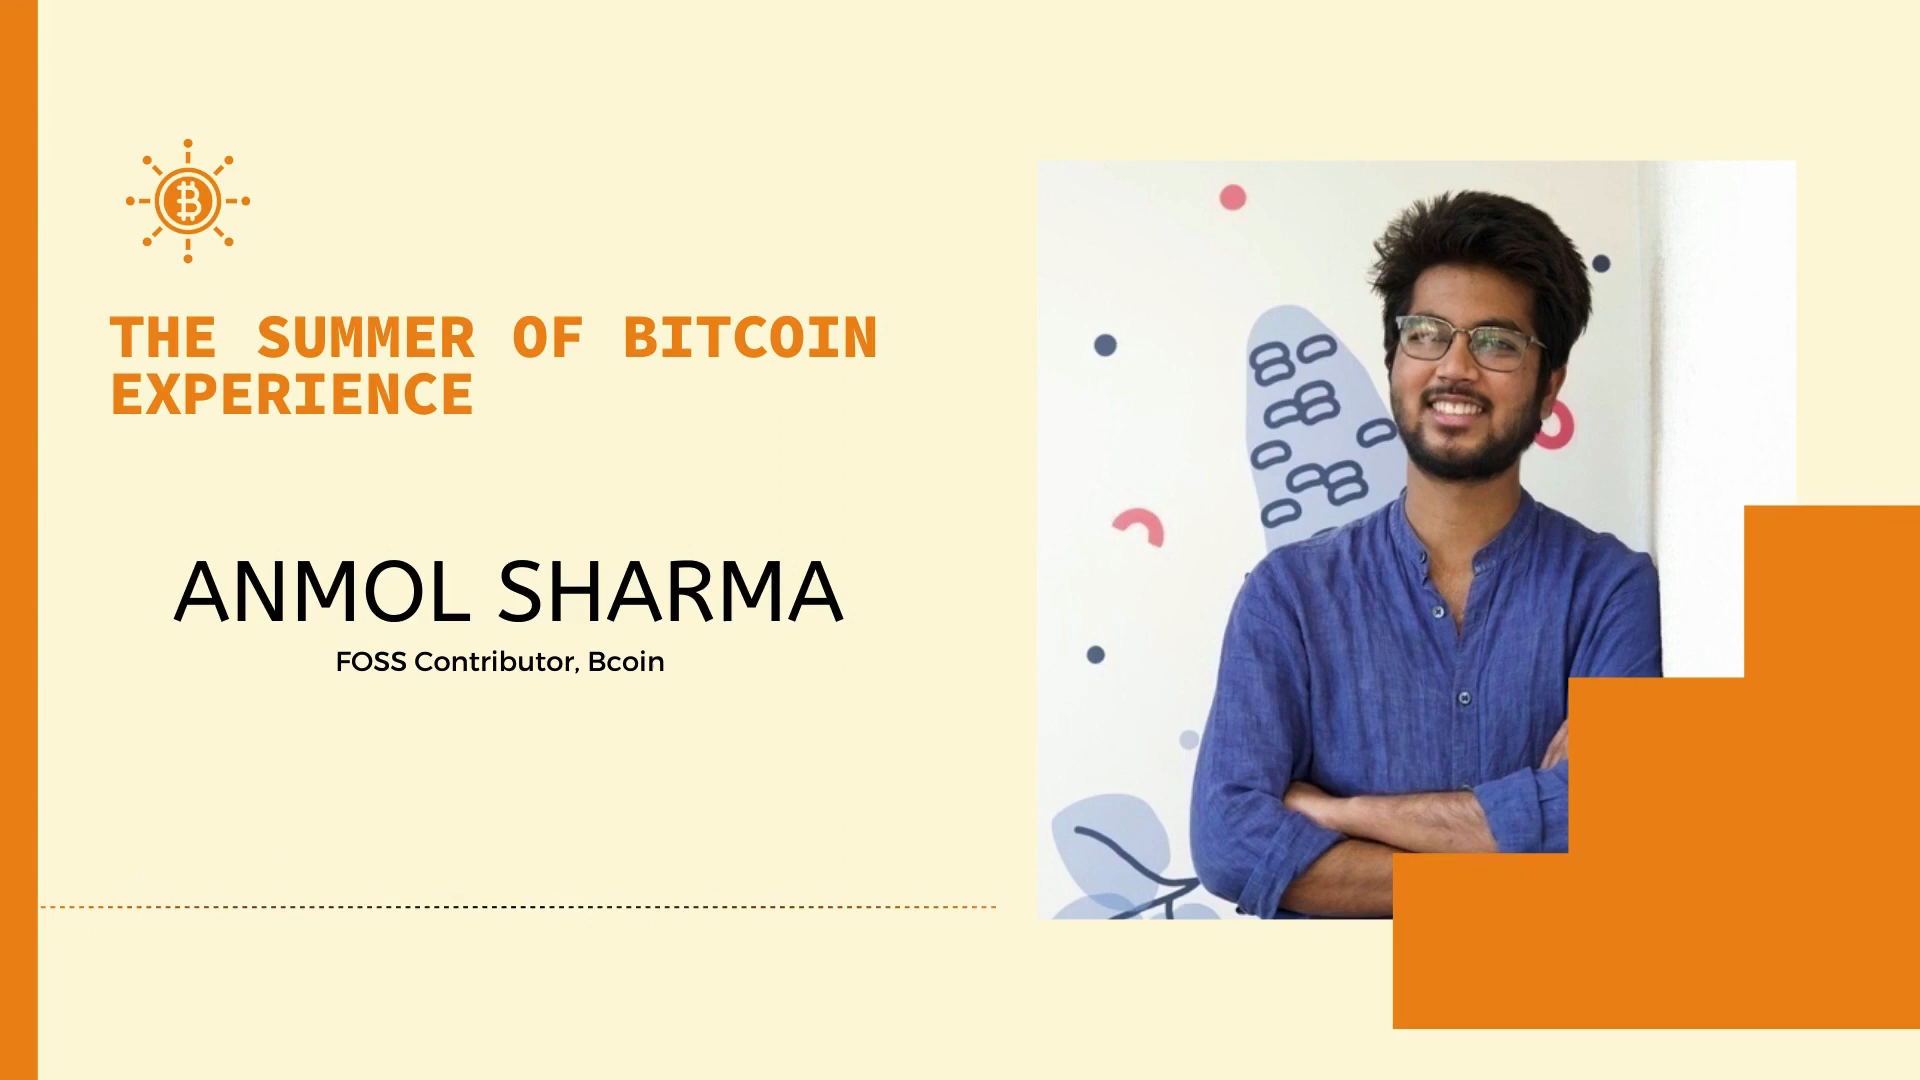 THE SUMMER OF BITCOIN
EXPERIENCE
ANMOL SHARMA
FOSS Contributor, Bcoin